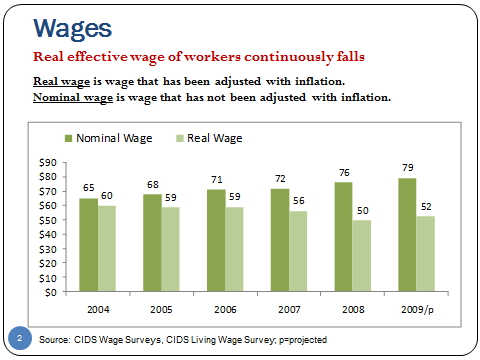 Wages
Real effective wage of workers continuously falls
Real wage is wage that has been adjusted with inflation.
Nominal wage is wage that has not been adjusted with inflation.
Nominal Wage Real Wage
$90
$80
$70
$60
$50
$40
$30
$20
$10
$0
65 60 68 59 71 59 72 56 76 50 79 52
2004 2005 2006 2007 2008 2009/p
2 Source: CIDS Wage Surveys, CIDS Living Wage Survey; p=projected